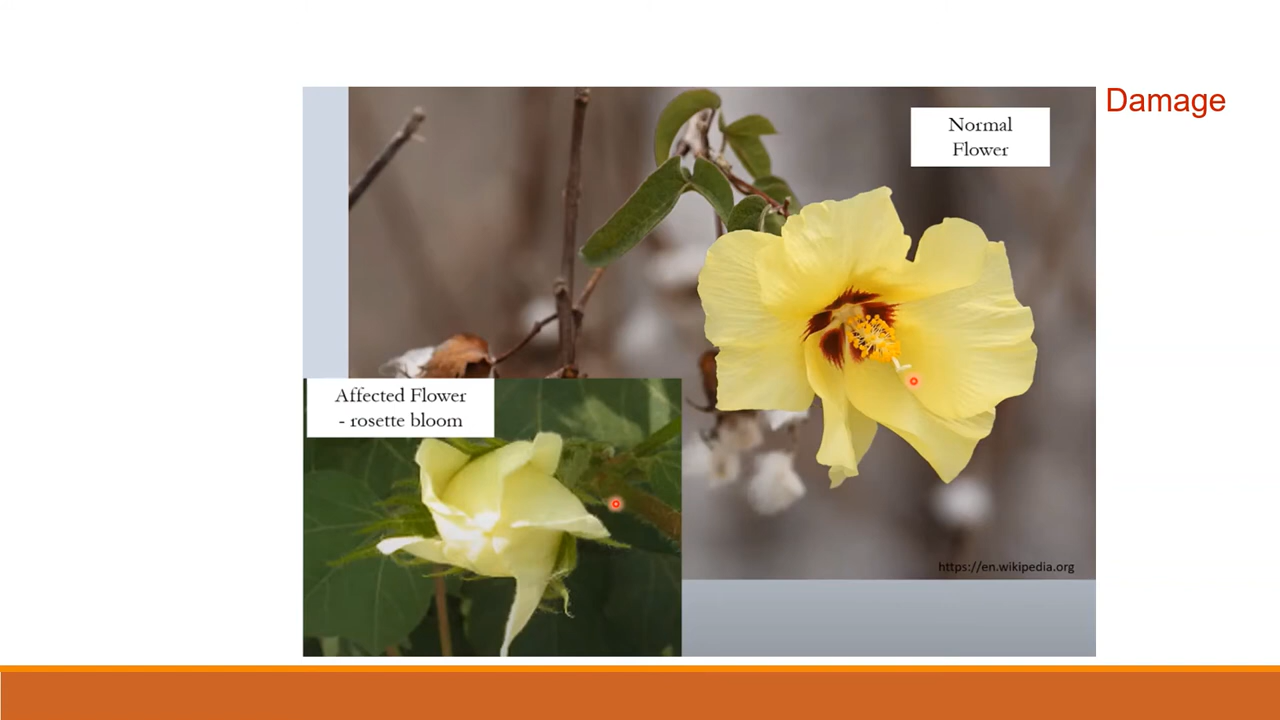 Damage
Normal
Flower
Affected Flower
- rosette bloom
https://en.wikipedia.org